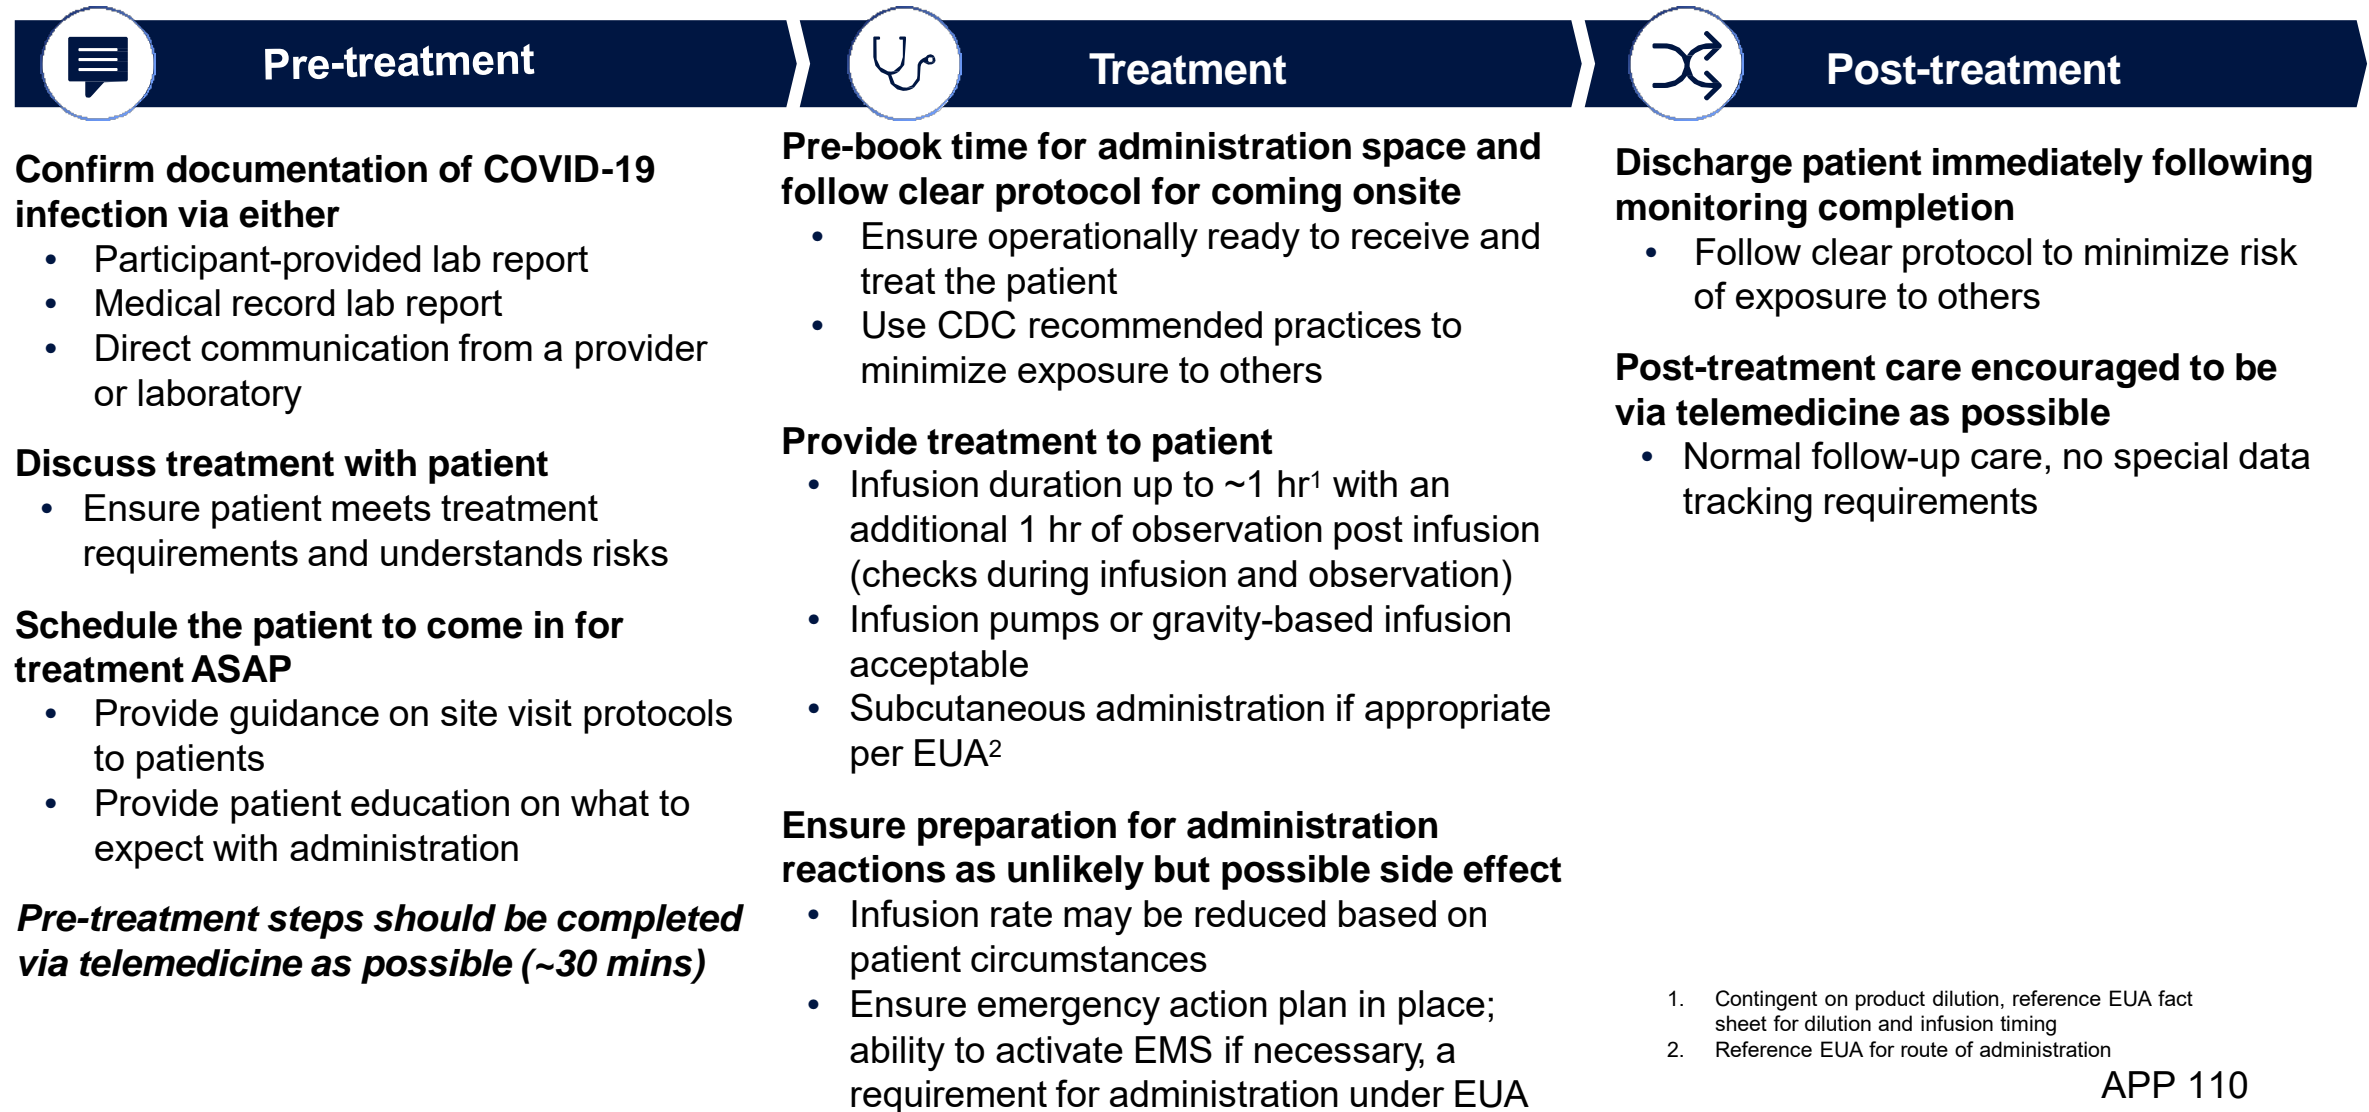 Pre-treatment
Confirm documentation of COVID-19
infection via either
• Participant-provided lab report
• Medical record lab report
• Direct communication from a provider
or laboratory
Discuss treatment with patient
• Ensure patient meets treatment
requirements and understands risks
Schedule the patient to come in for
treatment ASAP
• Provide guidance on site visit protocols
to patients
• Provide patient education on what to
expect with administration
Pre-treatment steps should be completed
via telemedicine as possible (~30 mins)
Treatment
Pre-book time for administration space and
follow clear protocol for coming onsite
• Ensure operationally ready to receive and
treat the patient
• Use CDC recommended practices to
minimize exposure to others
Provide treatment to patient
• Infusion duration up to ~1 hr¹ with an
additional 1 hr of observation post infusion
(checks during infusion and observation)
• Infusion pumps or gravity-based infusion
acceptable
• Subcutaneous administration if appropriate
per EUA²
Ensure preparation for administration
reactions as unlikely but possible side effect
• Infusion rate may be reduced based on
patient circumstances
• Ensure emergency action plan in place;
ability to activate EMS if necessary, a
requirement for administration under EUA
Post-treatment
Discharge patient immediately following
monitoring completion
• Follow clear protocol to minimize risk
of exposure to others
Post-treatment care encouraged to be
via telemedicine as possible
• Normal follow-up care, no special data
tracking requirements
1. Contingent on product dilution, reference EUA fact
sheet for dilution and infusion timing
2. Reference EUA for route of administration
APP 110